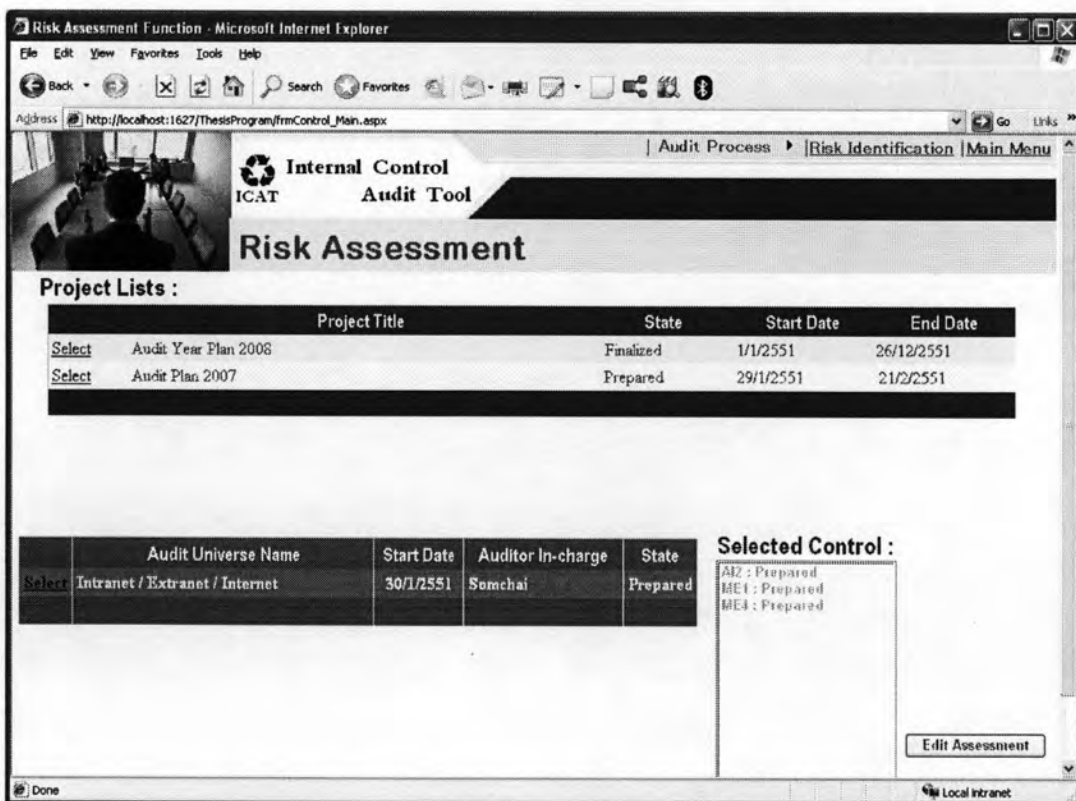 Risk Assessment Function - Microsoft Internet Explorer
File Edit View Favorites Tools Help
Back Search Favorites
Address http://localhost:1627/ThesisProgram/frmControl_Main.aspx Go Links »
| Audit Process |Risk Identification |Main Menu
Internal Control
ICAT Audit Tool
Risk Assessment
Project Lists :
Project Title State Start Date End Date
Select Audit Year Plan 2008 Finalized 1/1/2551 26/12/2551
Select Audit Plan 2007 Prepared 29/1/2551 21/2/2551
Audit Universe Name Start Date Auditor In-charge State
Select Intranet / Extranet / Internet 30/1/2551 Somchai Prepared
Selected Control :
AI2 : Prepared
ME1 : Prepared
ME4 : Prepared
Edit Assessment
Done Local intranet